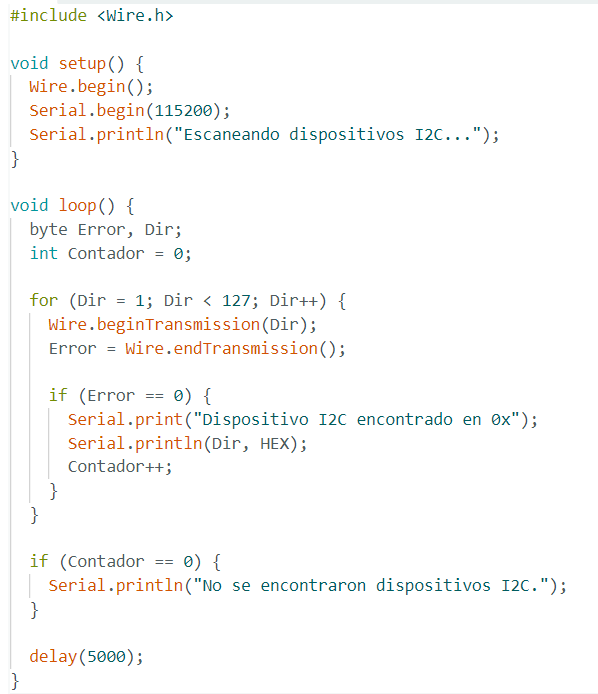 #include <Wire.h>

void setup() {
  Wire.begin();
  Serial.begin(115200);
  Serial.println("Escaneando dispositivos I2C...");
}

void loop() {
  byte Error, Dir;
  int Contador = 0;

  for (Dir = 1; Dir < 127; Dir++) {
    Wire.beginTransmission(Dir);
    Error = Wire.endTransmission();

    if (Error == 0) {
      Serial.print("Dispositivo I2C encontrado en 0x");
      Serial.println(Dir, HEX);
      Contador++;
    }
  }

  if (Contador == 0) {
    Serial.println("No se encontraron dispositivos I2C.");
  }

  delay(5000);
}